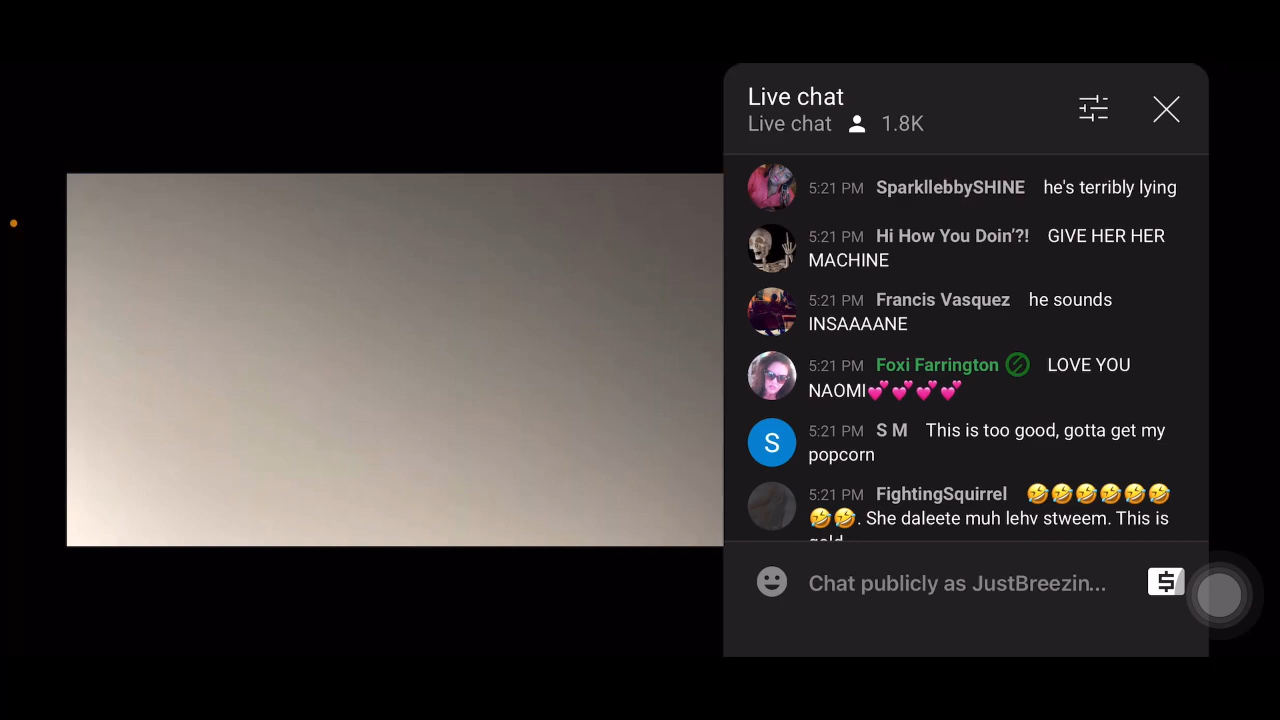 Live chat
Live chat 1.8K
5:21 PM SparkllebbySHINE he's terribly lying
5:21 PM Hi How You Doin'?! GIVE HER HER
MACHINE
5:21 PM Francis Vasquez he sounds
INSAAAANE
5:21 PM Foxi Farrington LOVE YOU
NAOMI💕💕💕💕
S
5:21 PM S M This is too good, gotta get my
popcorn
5:21 PM FightingSquirrel 🤣🤣🤣🤣🤣🤣
🤣🤣. She daleete muh lehv stweem. This is
Chat publicly as JustBreezin...